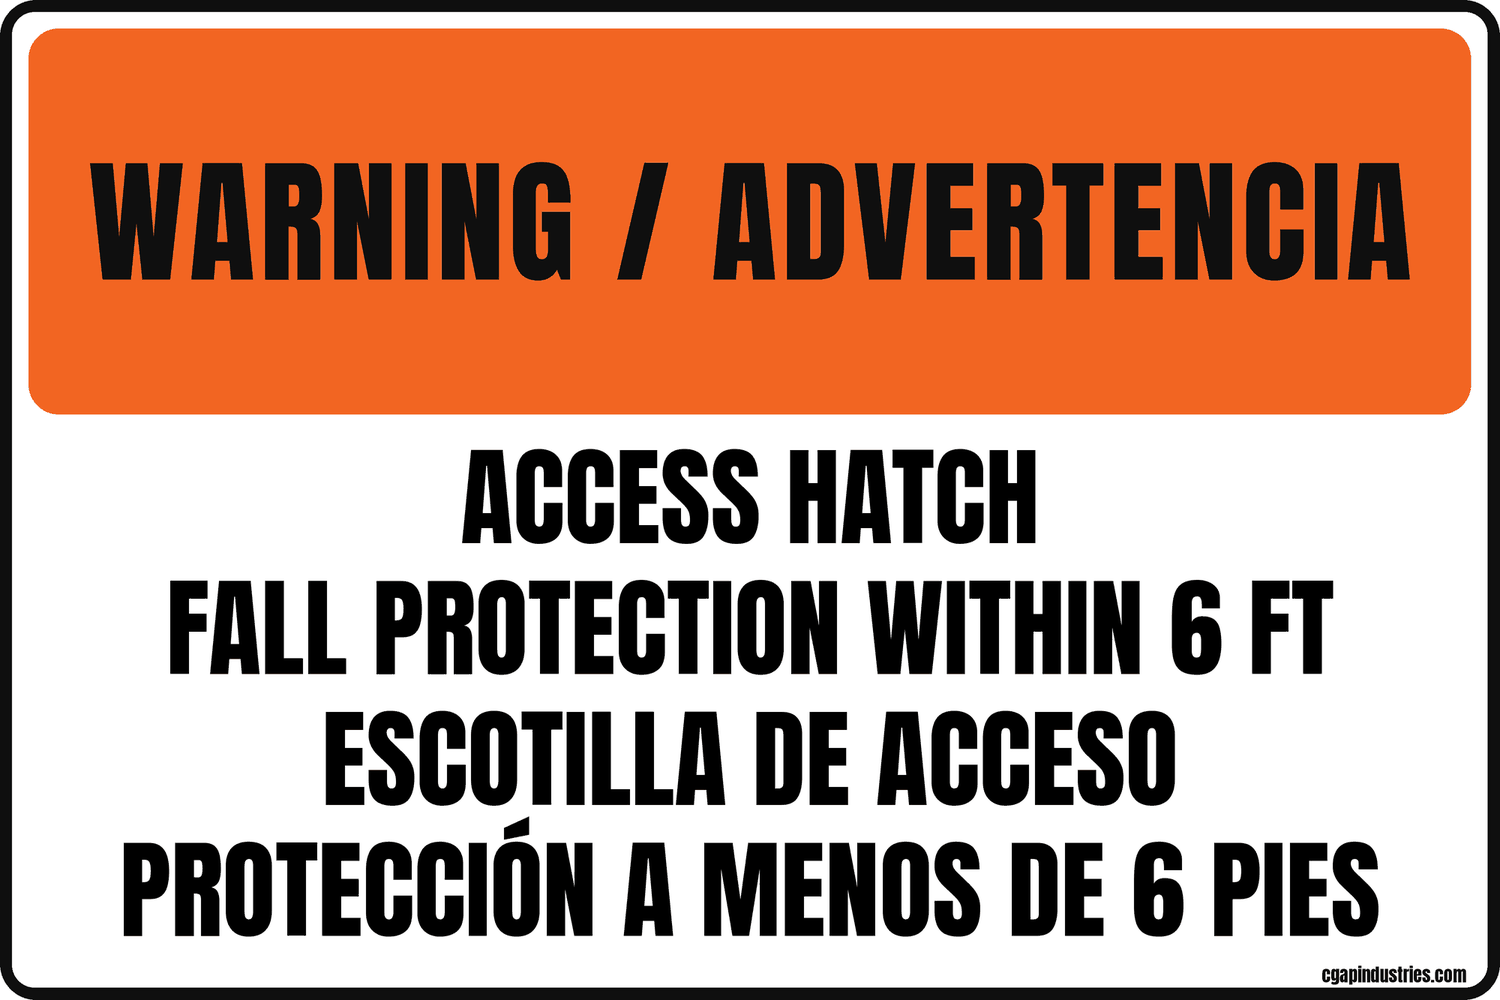 WARNING / ADVERTENCIA
ACCESS HATCH
FALL PROTECTION WITHIN 6 FT
ESCOTILLA DE ACCESO
PROTECCIÓN A MENOS DE 6 PIES
cgapindustries.com